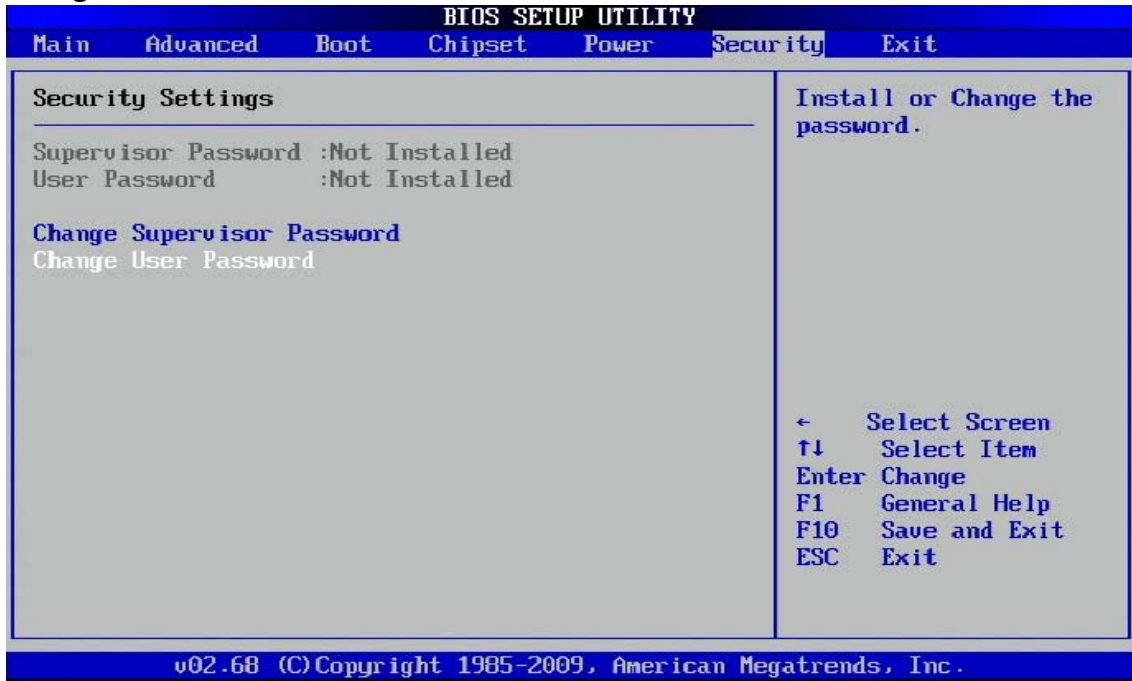 BIOS SETUP UTILITY
Main Advanced Boot Chipset Power Security Exit
Security Settings
Supervisor Password :Not Installed
User Password :Not Installed
Change Supervisor Password
Change User Password
Install or Change the
password.
← Select Screen
↑↓ Select Item
Enter Change
F1 General Help
F10 Save and Exit
ESC Exit
v02.68 (C)Copyright 1985-2009, American Megatrends, Inc.